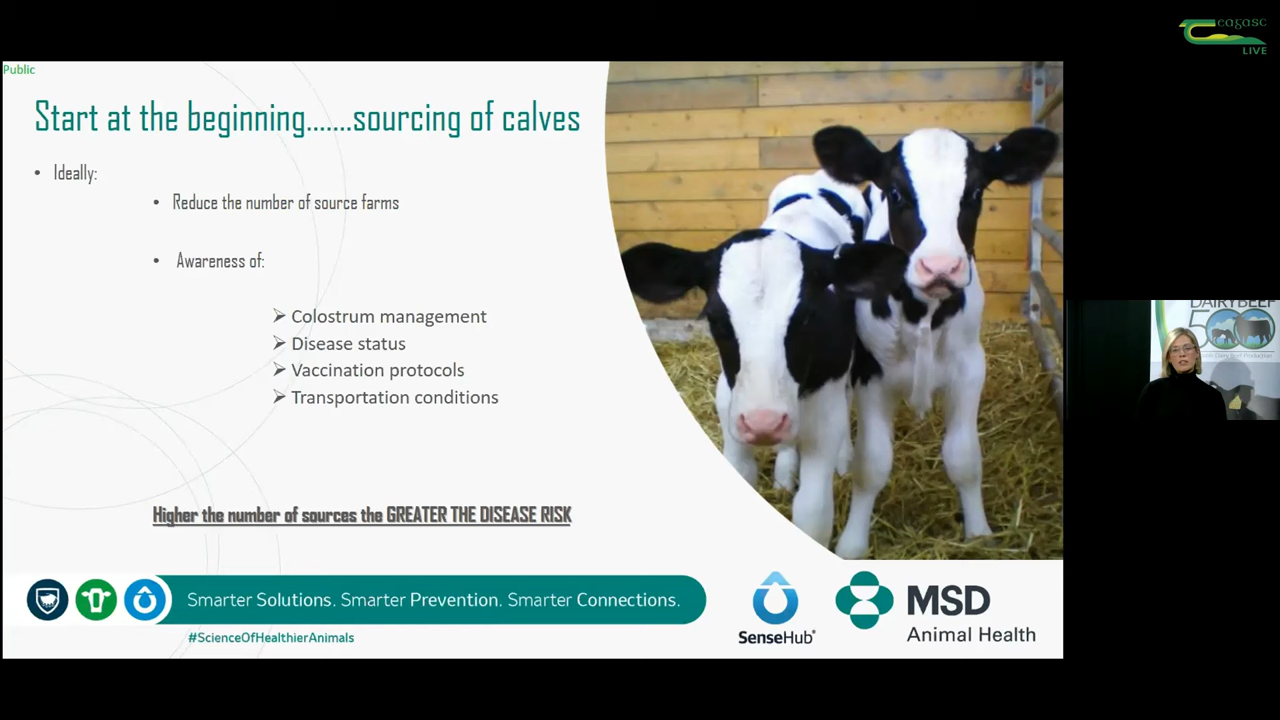 Public
teagasc
LIVE
Start at the beginning.......sourcing of calves
• Ideally:
• Reduce the number of source farms
• Awareness of:
➢ Colostrum management
➢ Disease status
➢ Vaccination protocols
➢ Transportation conditions
Higher the number of sources the GREATER THE DISEASE RISK
DAIRYBEEF
500
Smarter Solutions. Smarter Prevention. Smarter Connections.
#ScienceOfHealthierAnimals
SenseHub®
MSD
Animal Health